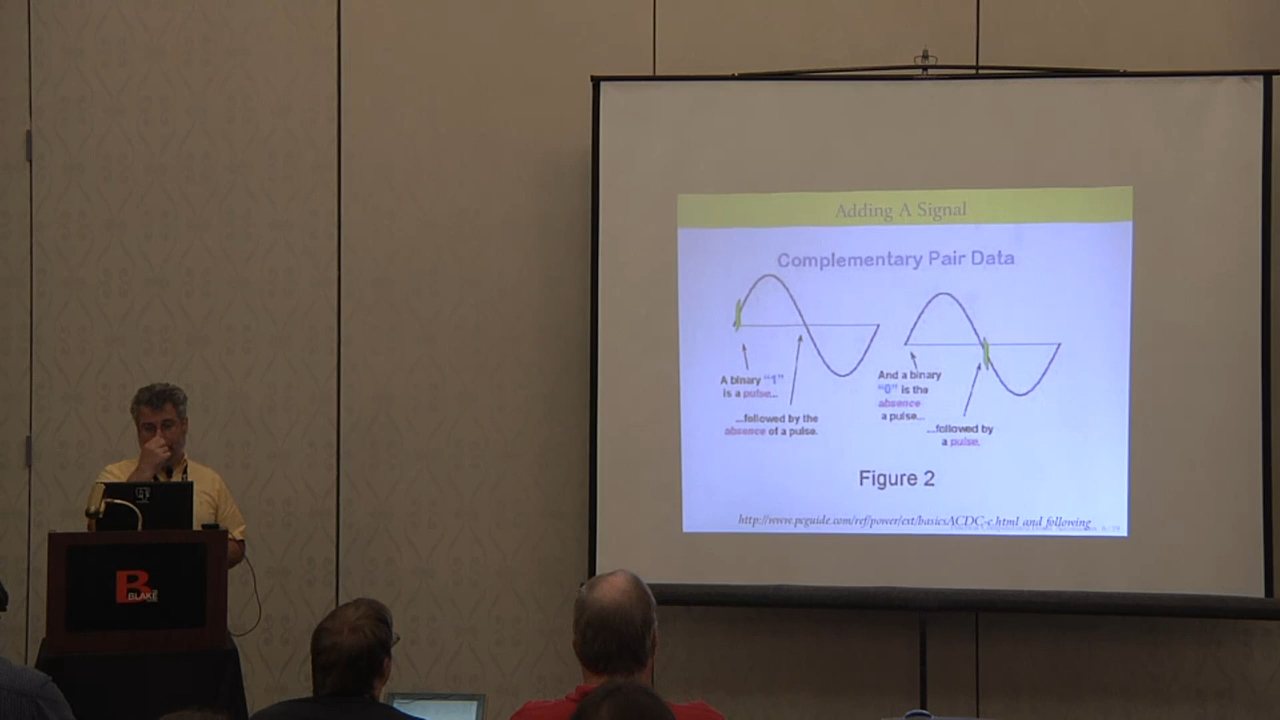 Adding A Signal
Complementary Pair Data
A binary "1"
is a pulse...
...followed by the
absence of a pulse.
And a binary
"0" is the
absence
a pulse...
...followed by
a pulse.
Figure 2
http://www.pcguide.com/ref/power/ext/basicsACDC-c.html and following
B
BLAKE